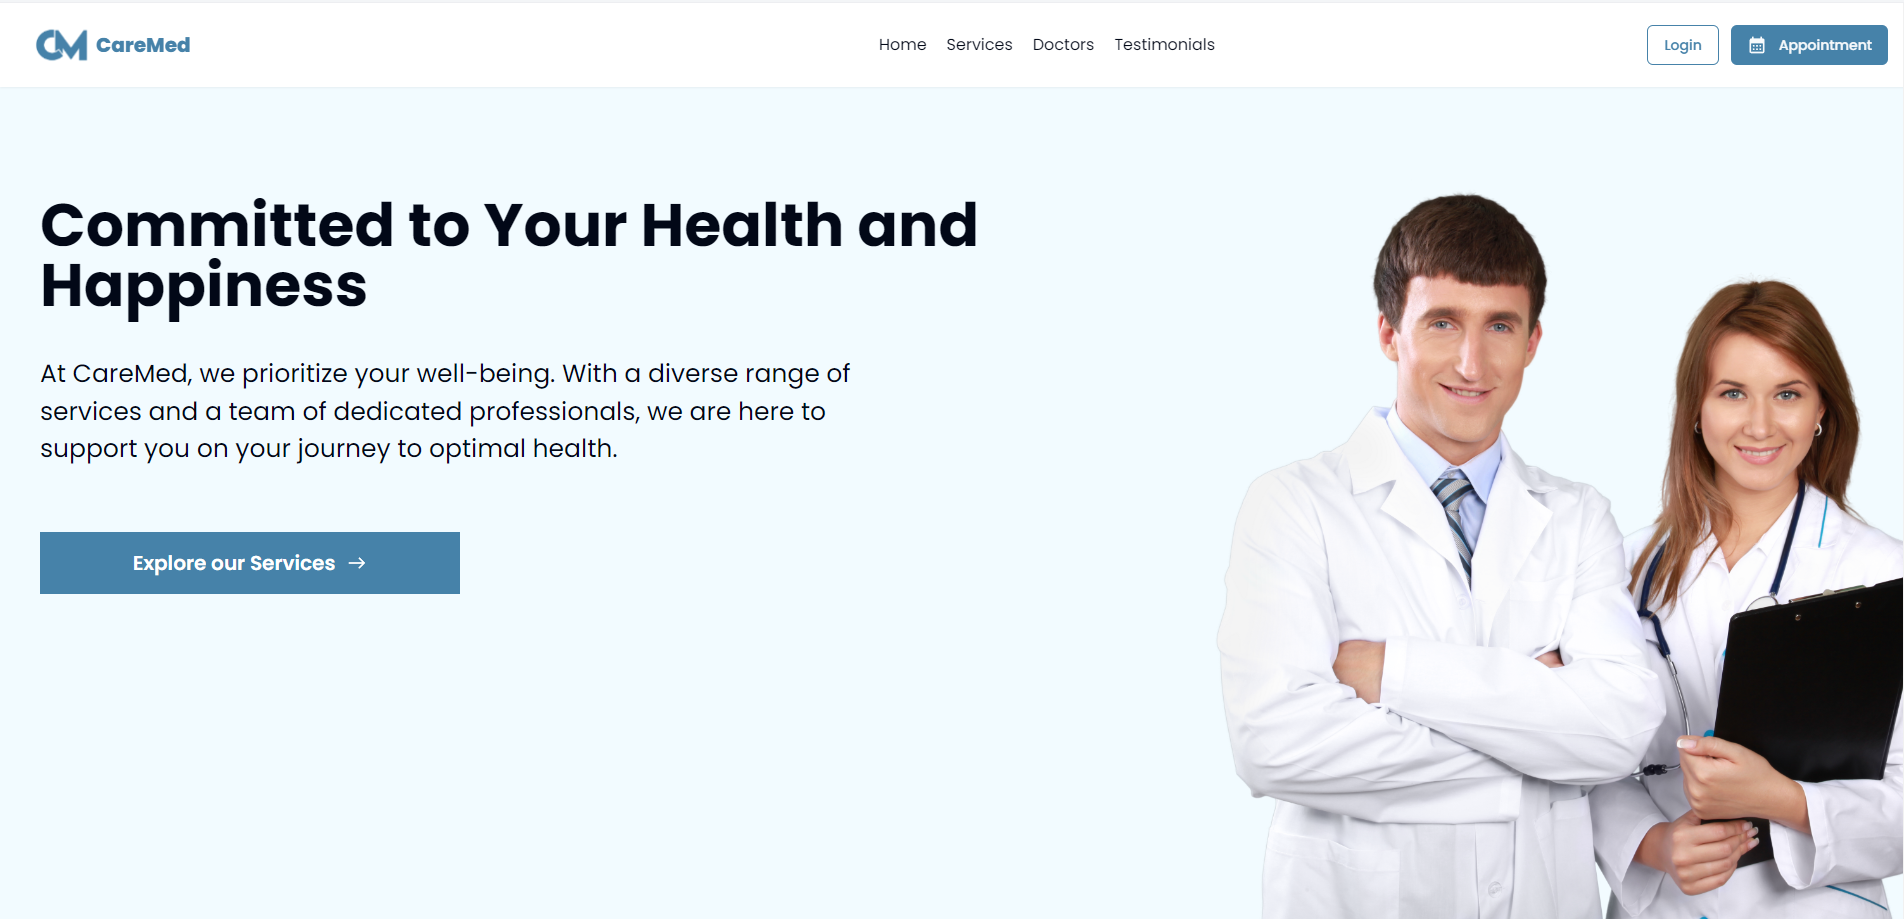 CM CareMed
Home Services Doctors Testimonials
Login Appointment
Committed to Your Health and
Happiness
At CareMed, we prioritize your well-being. With a diverse range of
services and a team of dedicated professionals, we are here to
support you on your journey to optimal health.
Explore our Services →